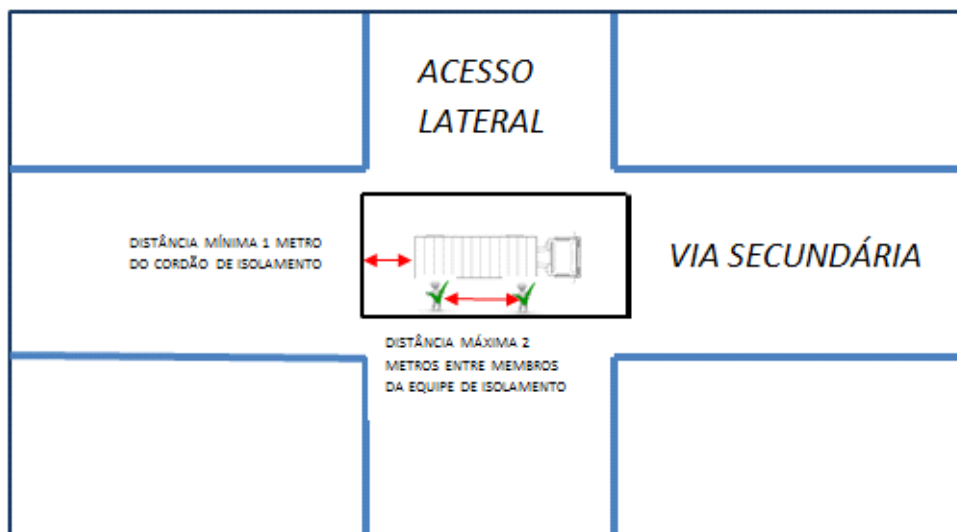 ACESSO
LATERAL
DISTÂNCIA MÍNIMA 1 METRO
DO CORDÃO DE ISOLAMENTO
VIA SECUNDÁRIA
DISTÂNCIA MÁXIMA 2
METROS ENTRE MEMBROS
DA EQUIPE DE ISOLAMENTO